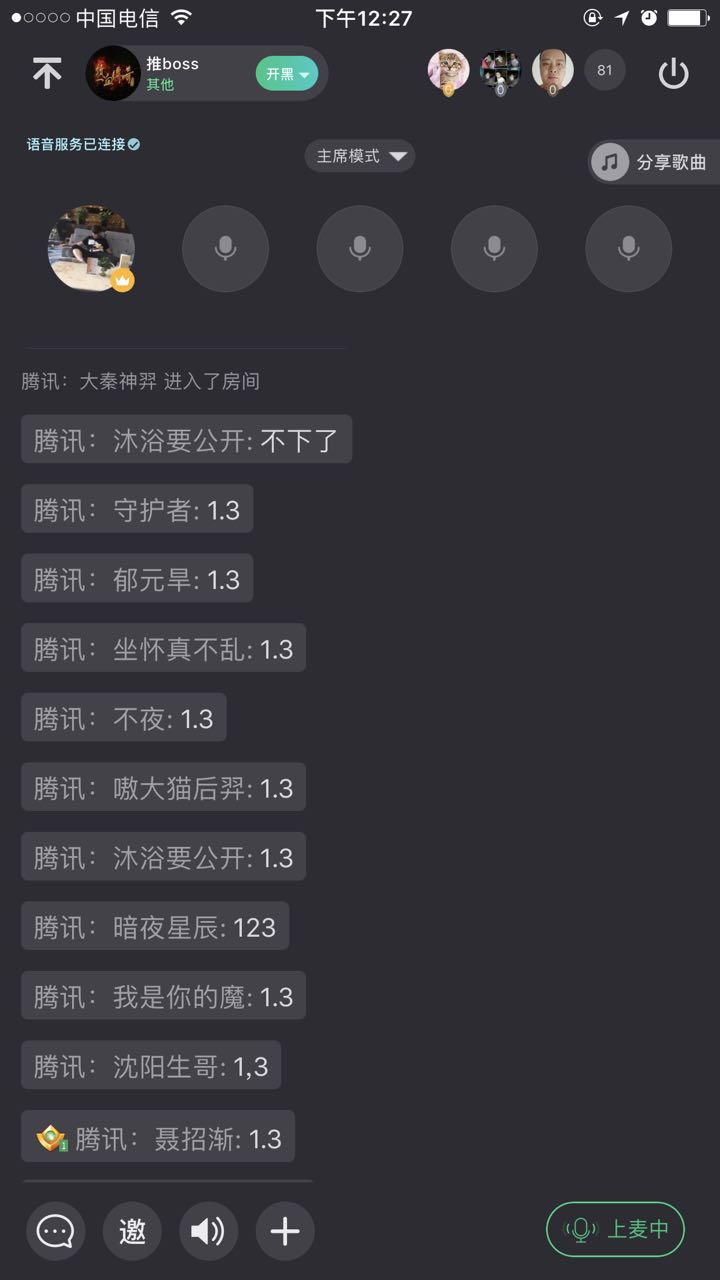 中国电信
下午12:27
推boss
其他
开黑
0
0
0
81
语音服务已连接
主席模式
分享歌曲
腾讯：大秦神羿 进入了房间
腾讯：沐浴要公开: 不下了
腾讯：守护者: 1.3
腾讯：郁元旱: 1.3
腾讯：坐怀真不乱: 1.3
腾讯：不夜: 1.3
腾讯：嗷大猫后羿: 1.3
腾讯：沐浴要公开: 1.3
腾讯：暗夜星辰: 123
腾讯：我是你的魔: 1.3
腾讯：沈阳生哥: 1,3
1 腾讯：聂招渐: 1.3
邀
上麦中